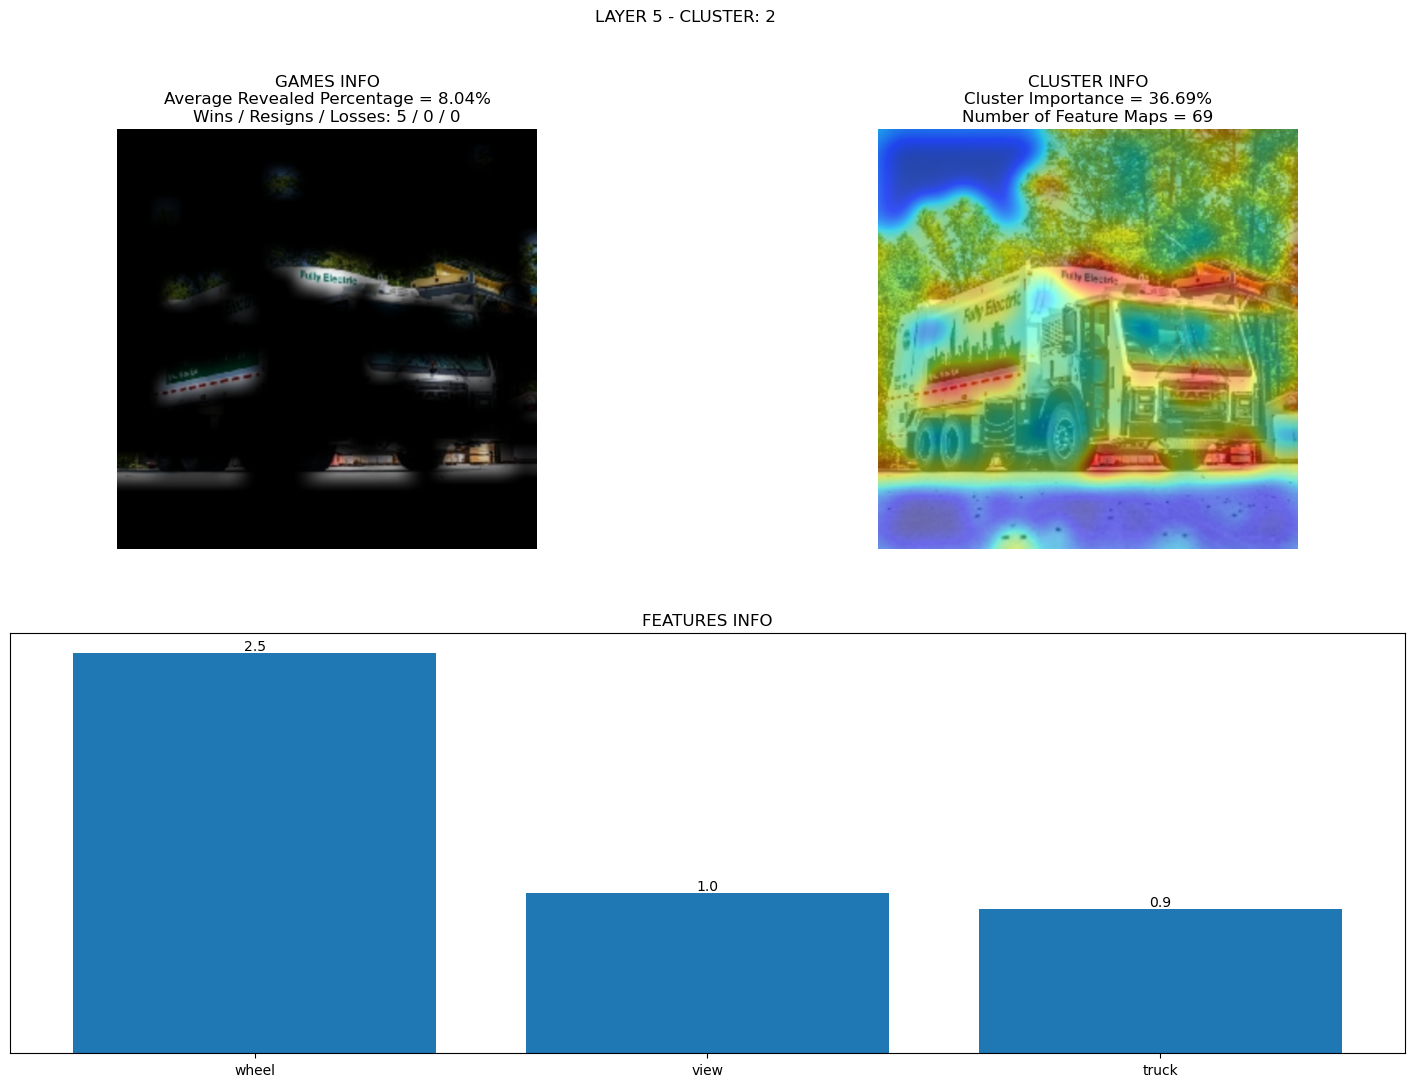 LAYER 5 - CLUSTER: 2
GAMES INFO
Average Revealed Percentage = 8.04%
Wins / Resigns / Losses: 5 / 0 / 0
CLUSTER INFO
Cluster Importance = 36.69%
Number of Feature Maps = 69
Fully Electric
Fully Electric
Fully Electric
FEATURES INFO
2.5
1.0
0.9
wheel
view
truck